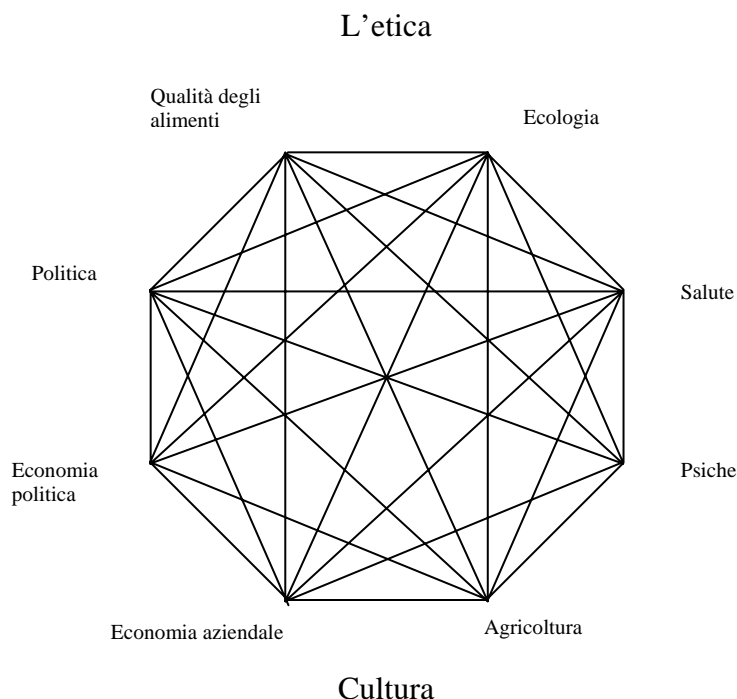 L'etica
Qualità degli
alimenti
Ecologia
Politica
Salute
Economia
politica
Psiche
Economia aziendale
Agricoltura
Cultura